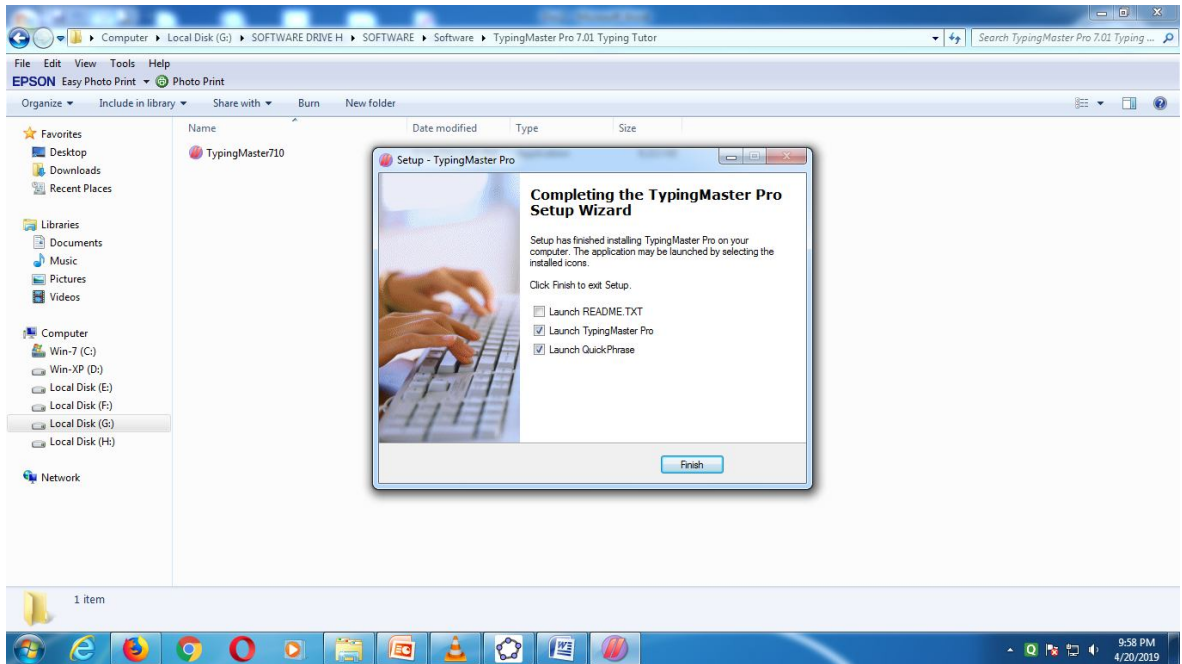 Computer ▸ Local Disk (G:) ▸ SOFTWARE DRIVE H ▸ SOFTWARE ▸ Software ▸ TypingMaster Pro 7.01 Typing Tutor
Search TypingMaster Pro 7.01 Typing ...
File Edit View Tools Help
EPSON Easy Photo Print Photo Print
Organize Include in library Share with Burn New folder
Favorites
Desktop
Downloads
Recent Places
Libraries
Documents
Music
Pictures
Videos
Computer
Win-7 (C:)
Win-XP (D:)
Local Disk (E:)
Local Disk (F:)
Local Disk (G:)
Local Disk (H:)
Network
Name Date modified Type Size
TypingMaster710
Setup - TypingMaster Pro
Completing the TypingMaster Pro
Setup Wizard
Setup has finished installing TypingMaster Pro on your
computer. The application may be launched by selecting the
installed icons.
Click Finish to exit Setup.
Launch README.TXT
Launch TypingMaster Pro
Launch QuickPhrase
Finish
1 item
9:58 PM
4/20/2019